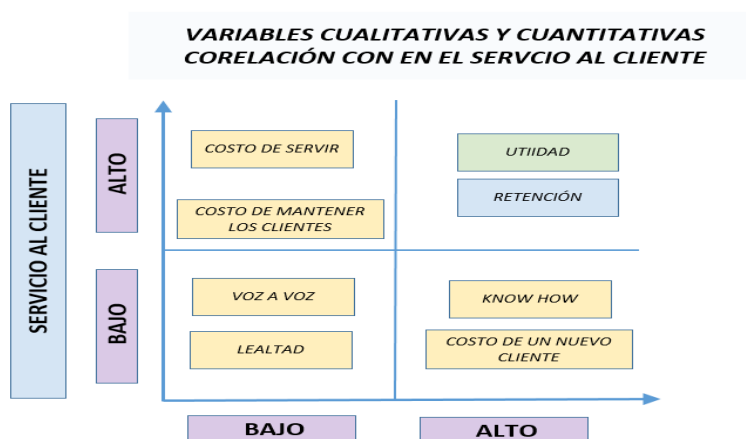 VARIABLES CUALITATIVAS Y CUANTITATIVAS
CORELACIÓN CON EN EL SERVCIO AL CLIENTE
SERVICIO AL CLIENTE
ALTO
COSTO DE SERVIR
UTIIDAD
RETENCIÓN
COSTO DE MANTENER
LOS CLIENTES
BAJO
VOZ A VOZ
KNOW HOW
LEALTAD
COSTO DE UN NUEVO
CLIENTE
BAJO
ALTO